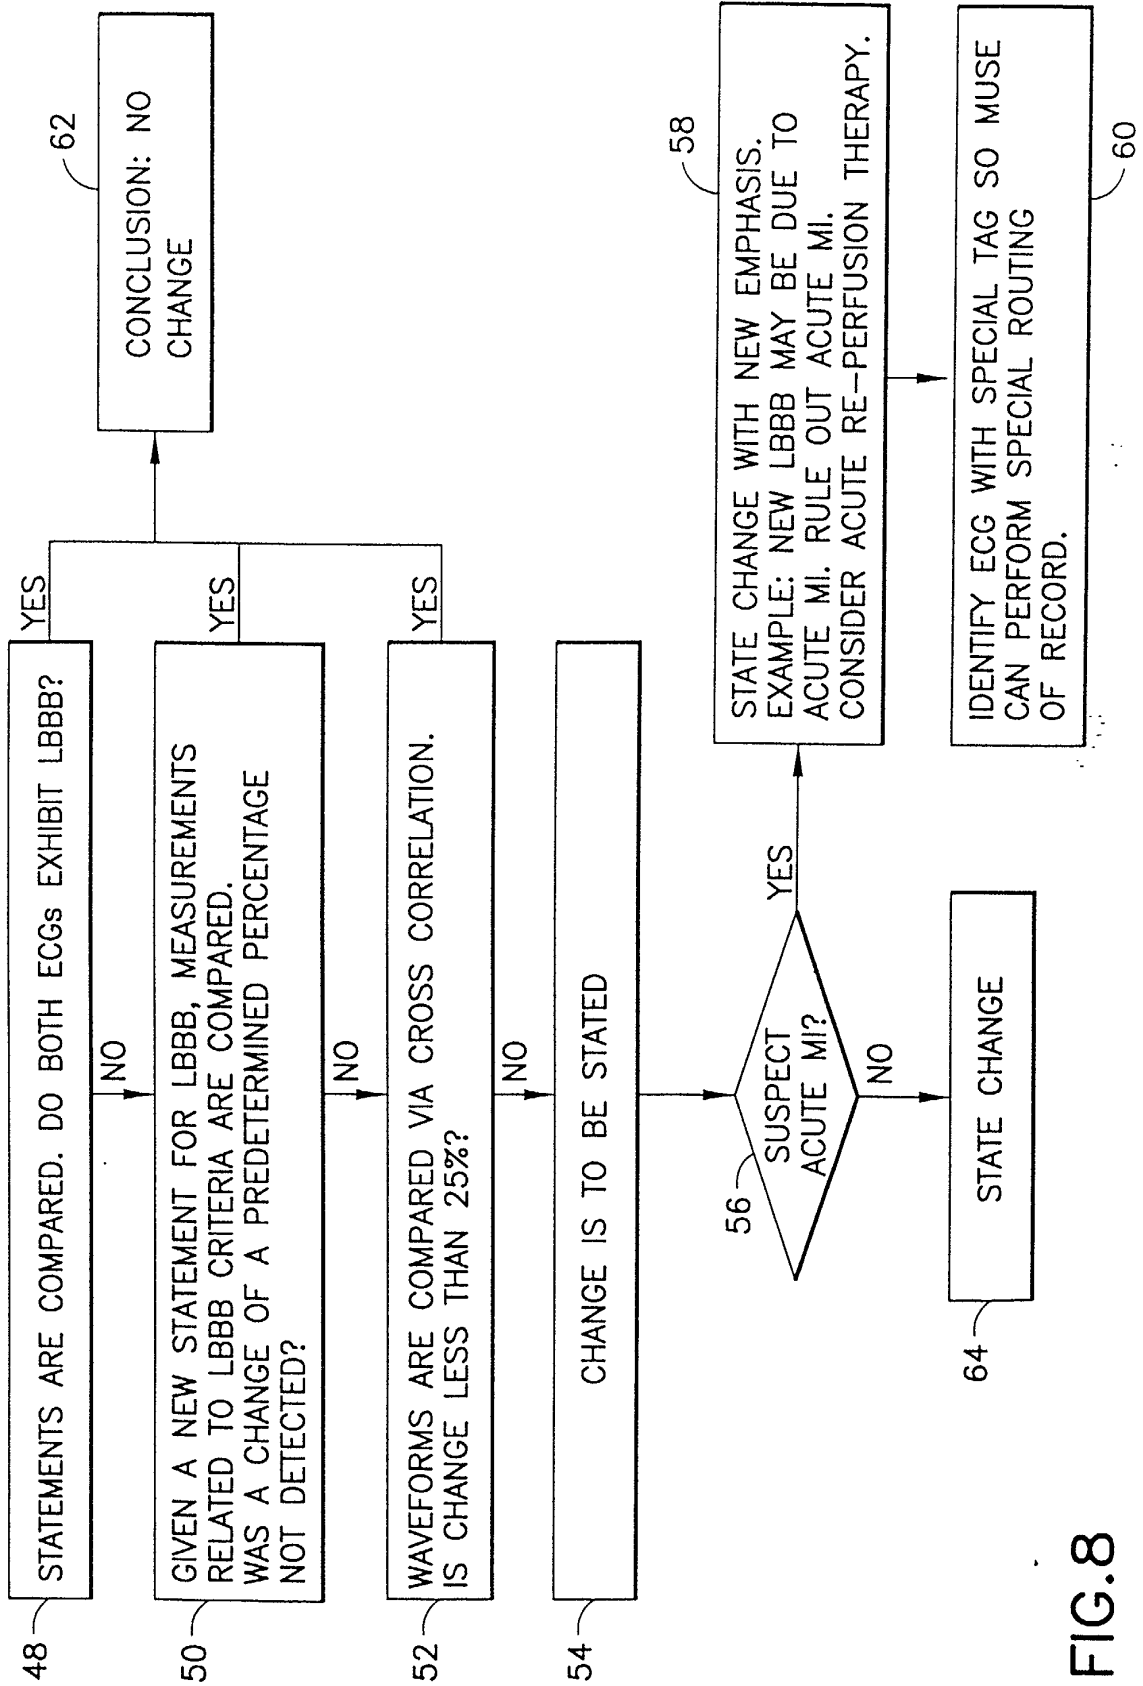 48
STATEMENTS ARE COMPARED. DO BOTH ECGs EXHIBIT LBBB?
YES
NO
62
CONCLUSION: NO
CHANGE
50
GIVEN A NEW STATEMENT FOR LBBB, MEASUREMENTS
RELATED TO LBBB CRITERIA ARE COMPARED.
WAS A CHANGE OF A PREDETERMINED PERCENTAGE
NOT DETECTED?
YES
NO
52
WAVEFORMS ARE COMPARED VIA CROSS CORRELATION.
IS CHANGE LESS THAN 25%?
YES
NO
54
CHANGE IS TO BE STATED
56
SUSPECT
ACUTE MI?
YES
NO
58
STATE CHANGE WITH NEW EMPHASIS.
EXAMPLE: NEW LBBB MAY BE DUE TO
ACUTE MI. RULE OUT ACUTE MI.
CONSIDER ACUTE RE-PERFUSION THERAPY.
64
STATE CHANGE
IDENTIFY ECG WITH SPECIAL TAG SO MUSE
CAN PERFORM SPECIAL ROUTING
OF RECORD.
60
FIG.8